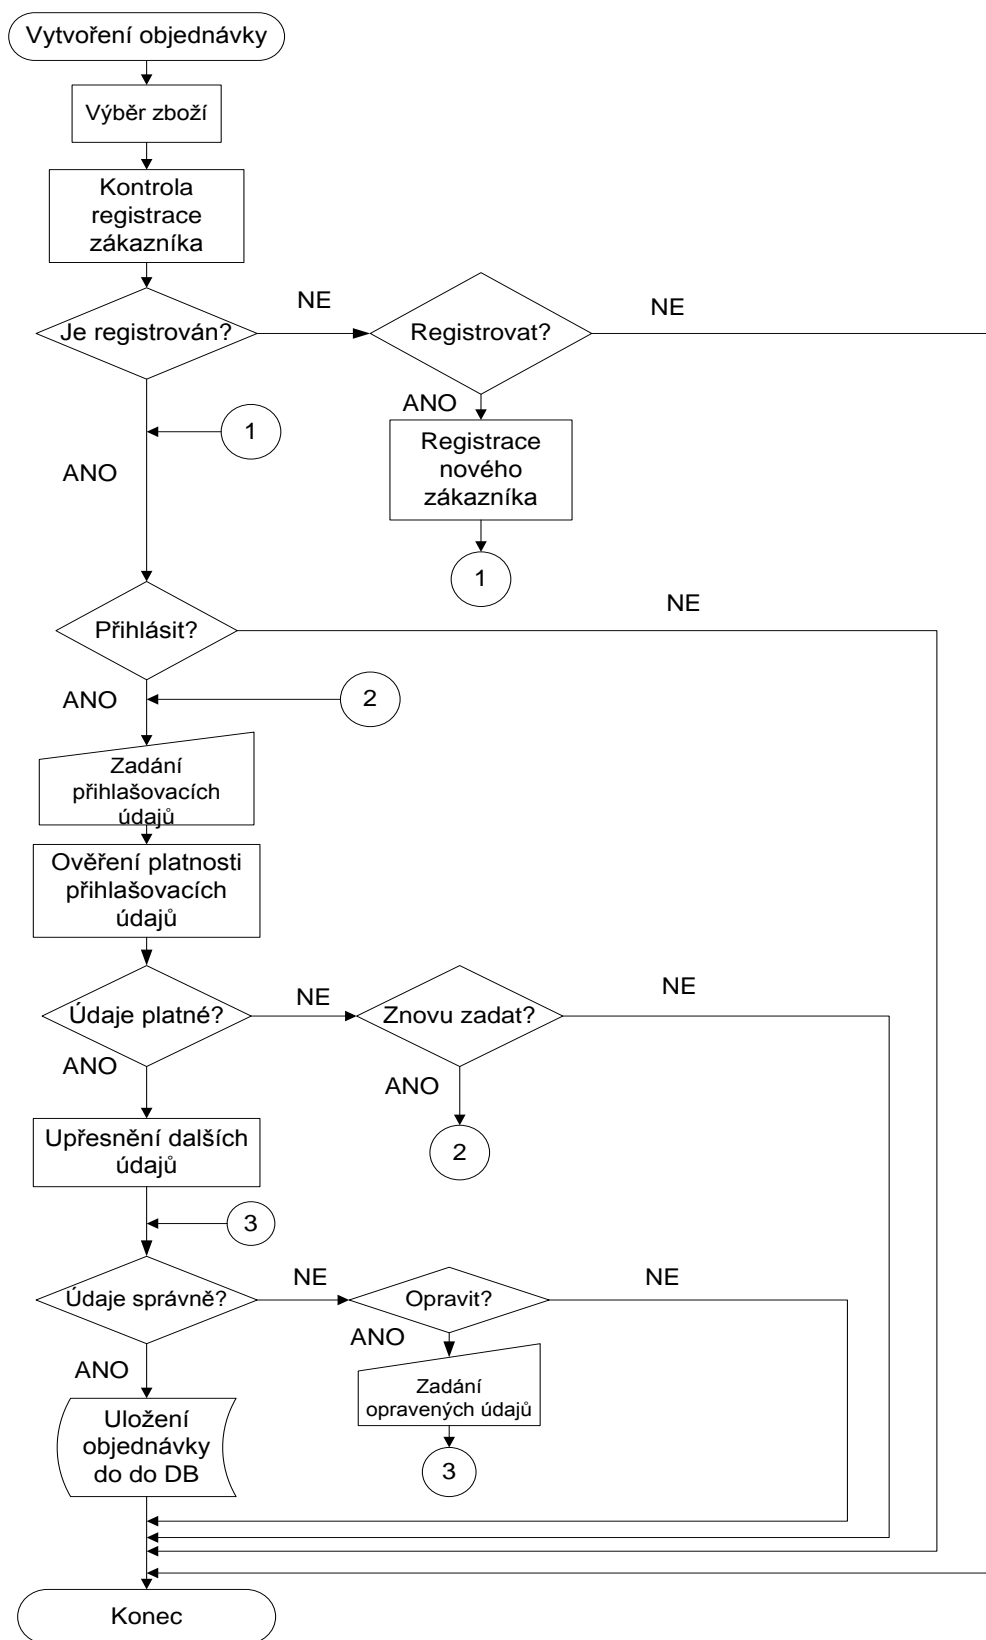 Vytvoření objednávky
Výběr zboží
Kontrola
registrace
zákazníka
Je registrován?
NE
Registrovat?
NE
ANO
1
ANO
Registrace
nového
zákazníka
1
Přihlásit?
NE
ANO
2
Zadání
přihlašovacích
údajů
Ověření platnosti
přihlašovacích
údajů
Údaje platné?
NE
Znovu zadat?
NE
ANO
ANO
2
Upřesnění dalších
údajů
3
Údaje správně?
NE
Opravit?
NE
ANO
ANO
Zadání
opravených údajů
3
Uložení
objednávky
do do DB
Konec